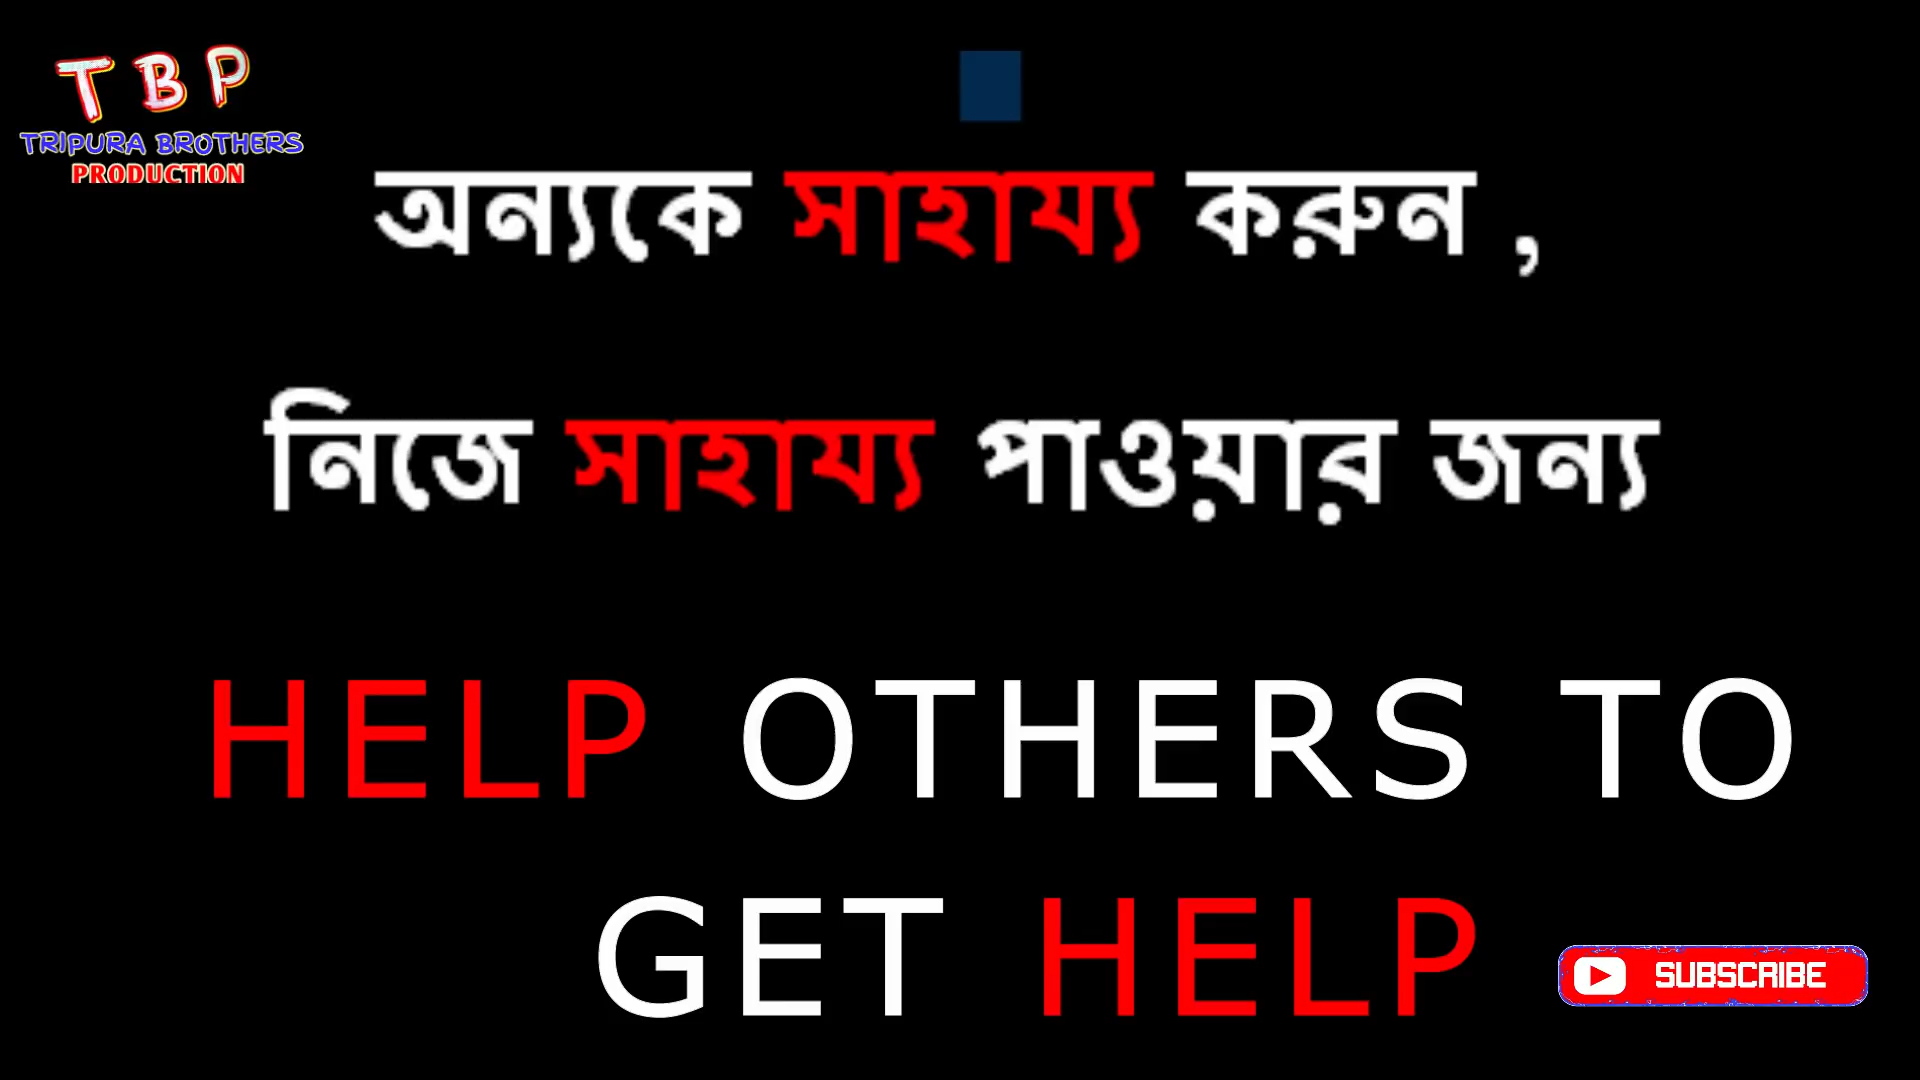 T B P
TRIPURA BROTHERS
PRODUCTION
অন্যকে সাহায্য করুন ,
নিজে সাহায্য পাওয়ার জন্য
HELP OTHERS TO
GET HELP
SUBSCRIBE